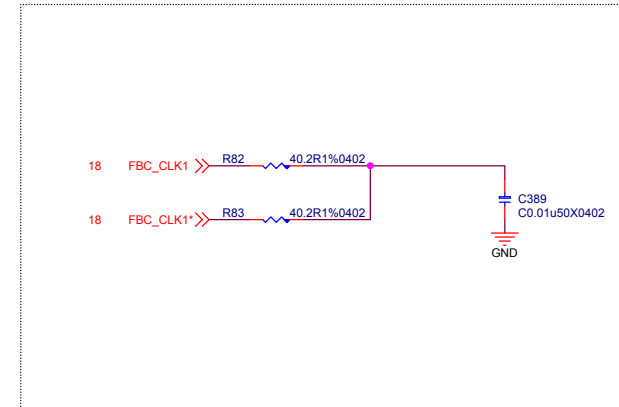 18 FBC_CLK1 R82 40.2R1%0402
C389
C0.01u50X0402
18 FBC_CLK1* R83 40.2R1%0402
GND